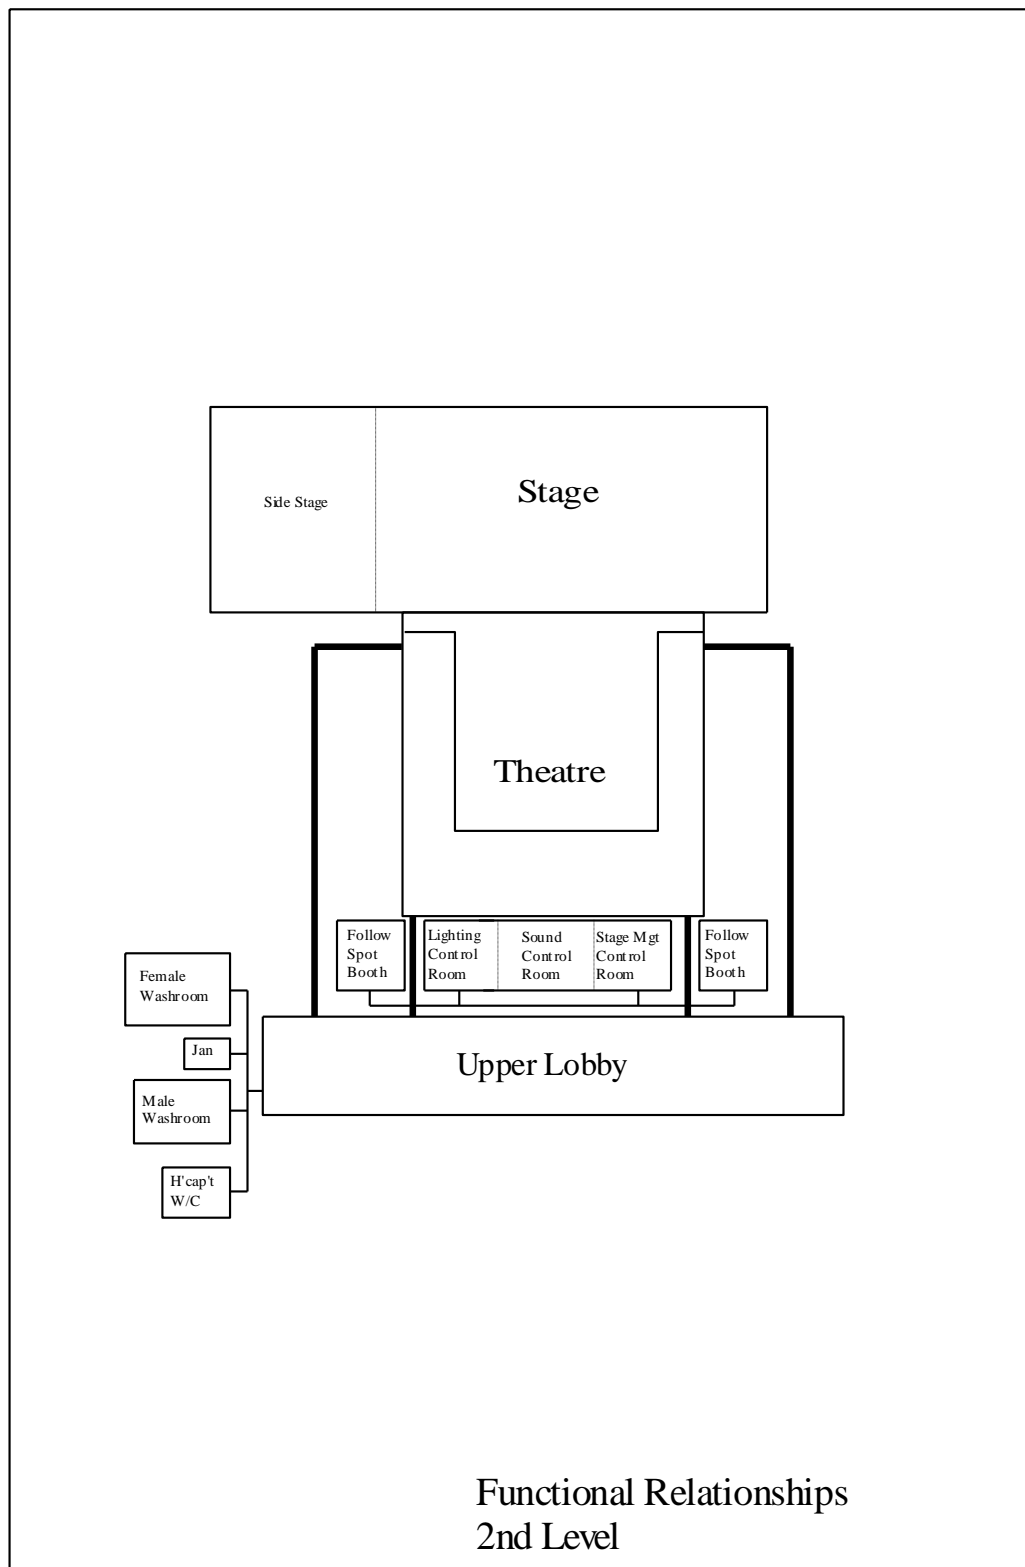 Side Stage
Stage
Theatre
Follow
Spot
Booth
Lighting
Control
Room
Sound
Control
Room
Stage Mgt
Control
Room
Follow
Spot
Booth
Female
Washroom
Jan
Male
Washroom
H'cap't
W/C
Upper Lobby
Functional Relationships
2nd Level